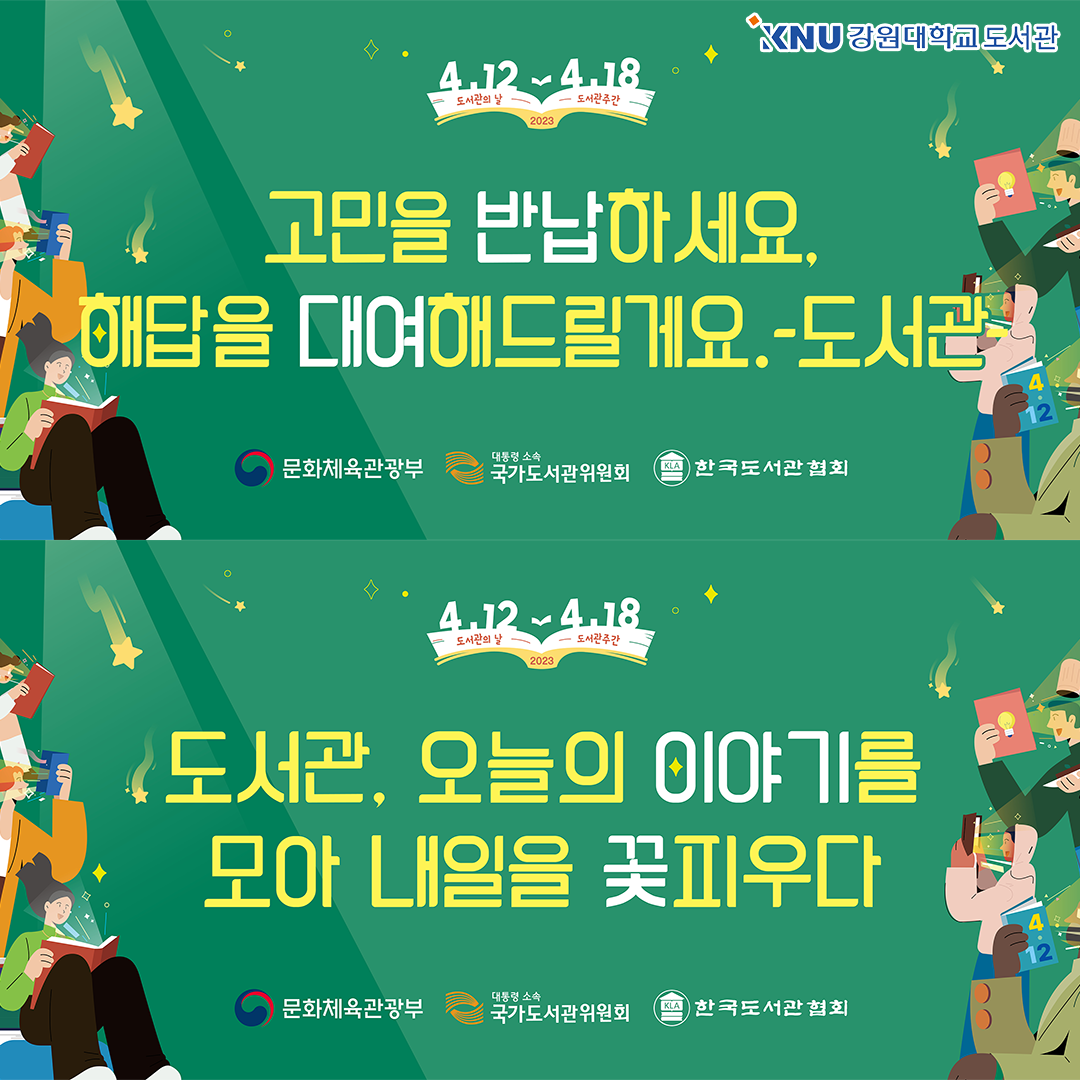 KNU 강원대학교 도서관
4.12 ~ 4.18
도서관의 날 도서관주간
2023
고민을 반납하세요,
해답을 대여해드릴게요.-도서관-
4.12
문화체육관광부
대통령 소속
국가도서관위원회
KLA 한국도서관협회
4.12 ~ 4.18
도서관의 날 도서관주간
2023
도서관, 오늘의 이야기를
모아 내일을 꽃피우다
4.12
문화체육관광부
대통령 소속
국가도서관위원회
KLA 한국도서관협회